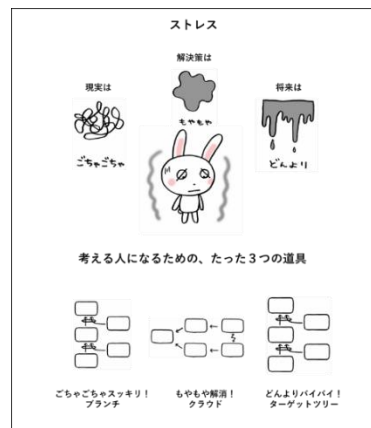 ストレス
解決策は
現実は
将来は
もやもや
ごちゃごちゃ
どんより
考える人になるための、たった３つの道具
ごちゃごちゃスッキリ！
ブランチ
もやもや解消！
クラウド
どんよりバイバイ！
ターゲットツリー